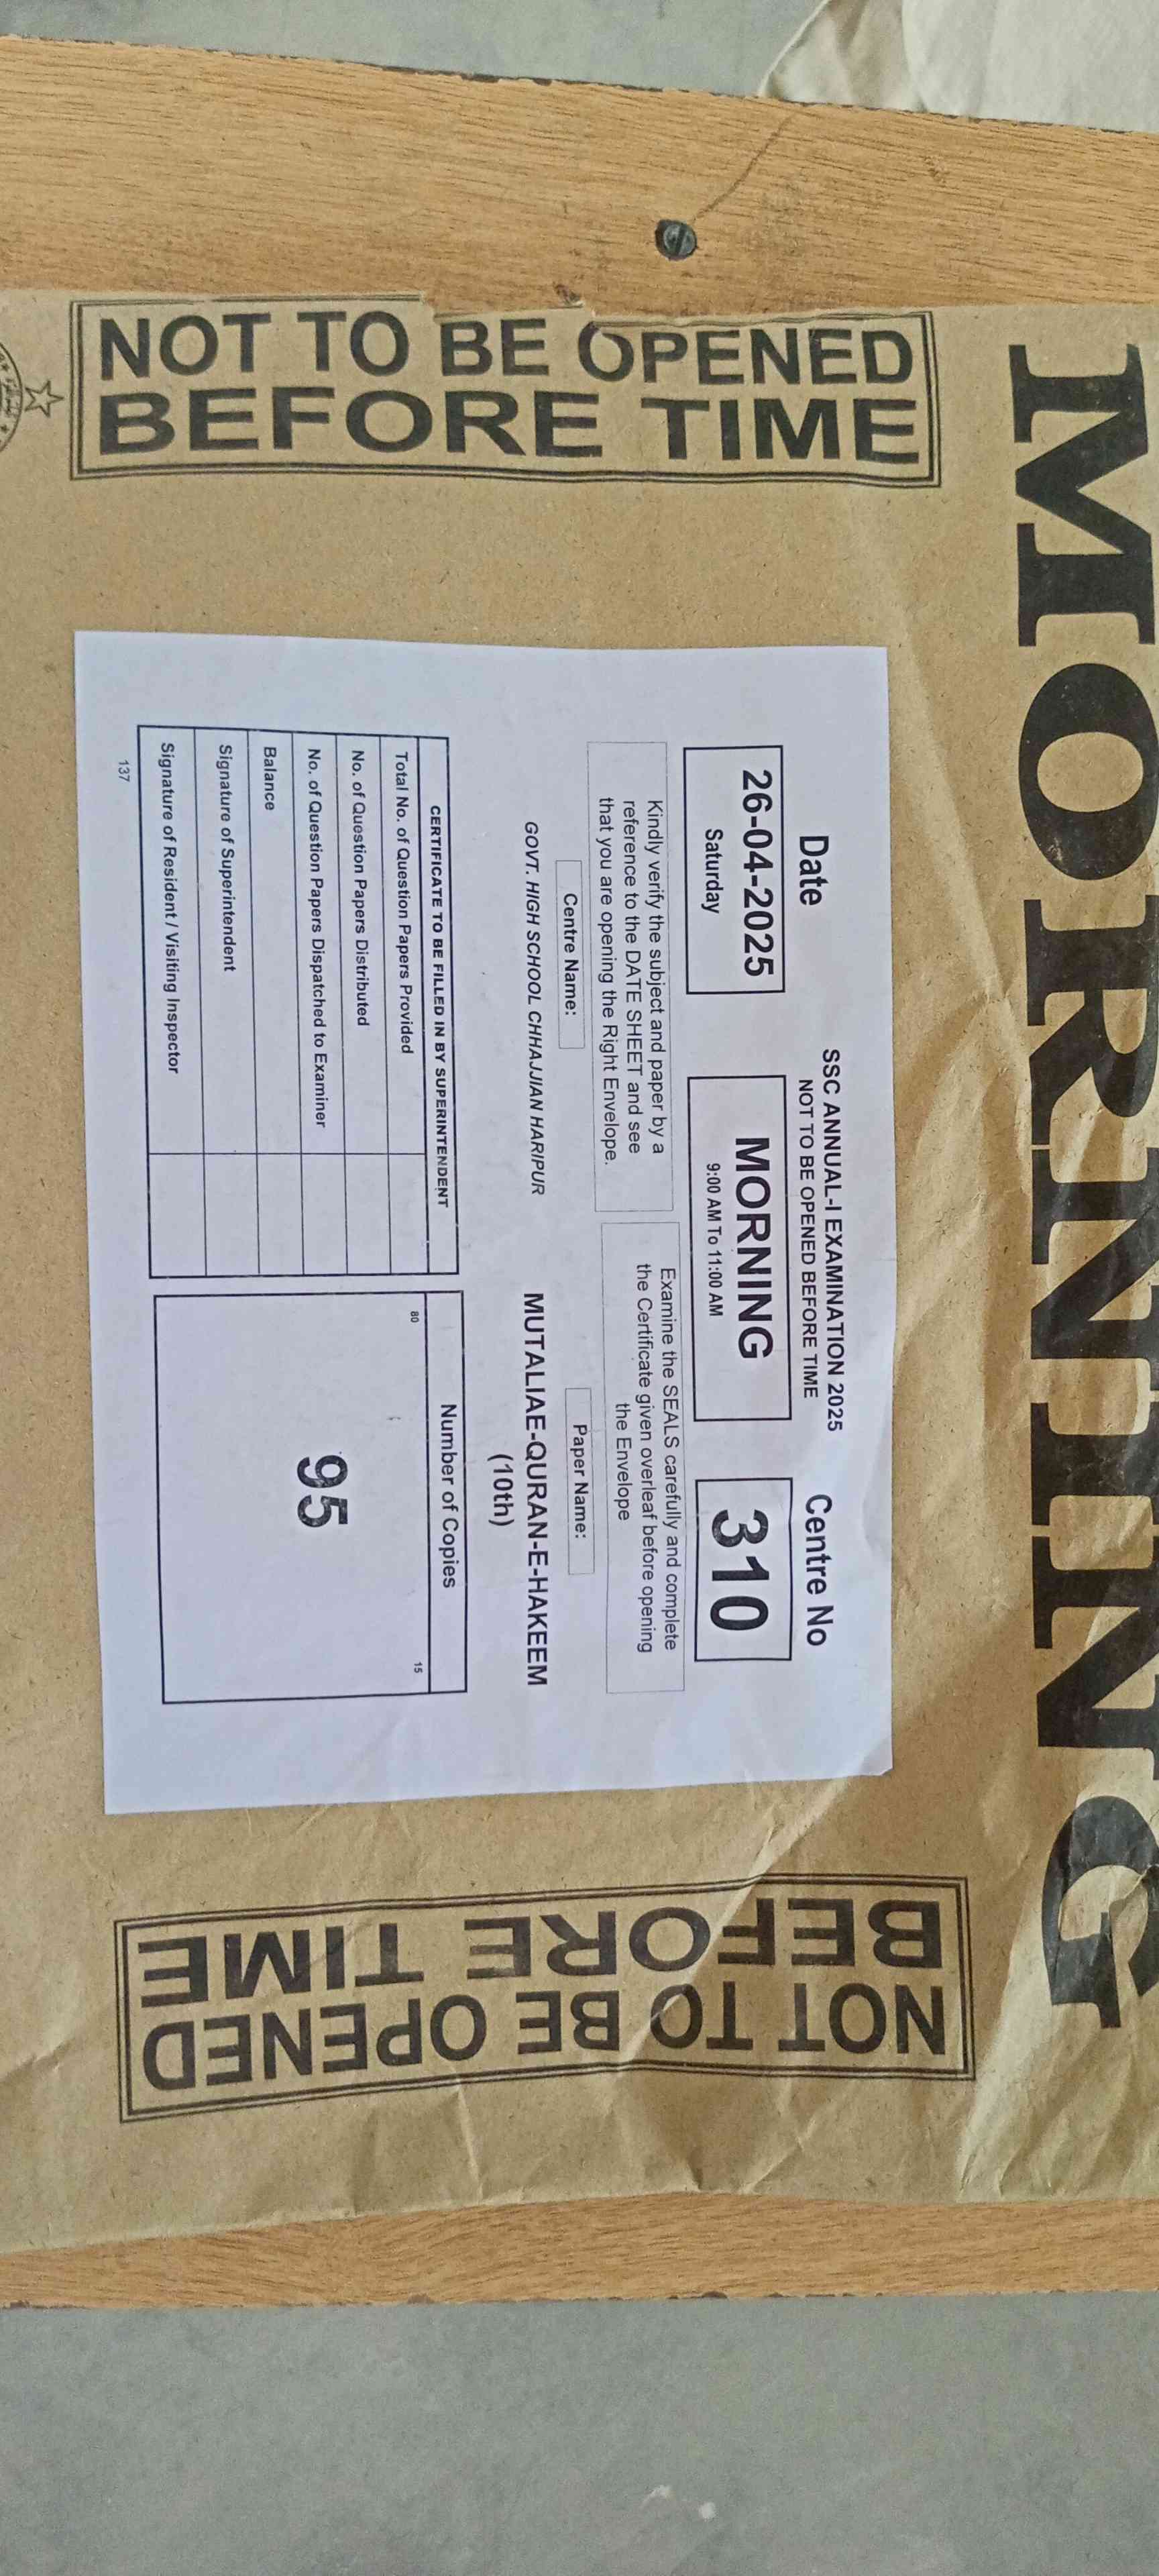 MORNING
NOT TO BE OPENED
BEFORE TIME
Date
26-04-2025
Saturday
SSC ANNUAL-I EXAMINATION 2025
NOT TO BE OPENED BEFORE TIME
MORNING
9:00 AM To 11:00 AM
Centre No
310
Kindly verify the subject and paper by a
reference to the DATE SHEET and see
that you are opening the Right Envelope.
Examine the SEALS carefully and complete
the Certificate given overleaf before opening
the Envelope
Centre Name:
GOVT. HIGH SCHOOL CHHAJJIAN HARIPUR
Paper Name:
MUTALIAE-QURAN-E-HAKEEM
(10th)
CERTIFICATE TO BE FILLED IN BY SUPERINTENDENT
Total No. of Question Papers Provided
No. of Question Papers Distributed
No. of Question Papers Dispatched to Examiner
Balance
Signature of Superintendent
Signature of Resident / Visiting Inspector
137
Number of Copies
80
15
95
NOT TO BE OPENED
BEFORE TIME